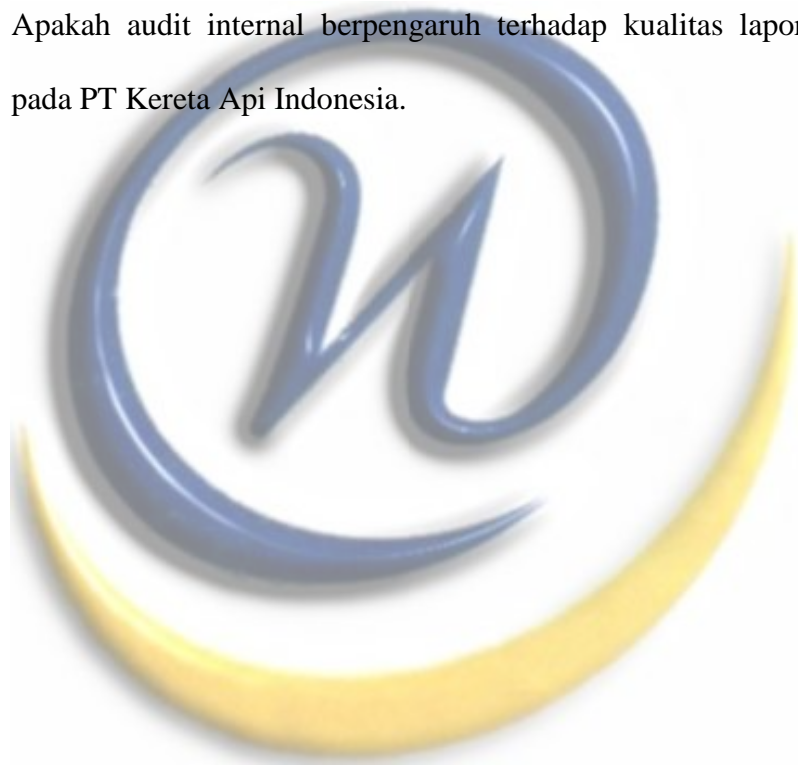 Apakah audit internal berpengaruh terhadap kualitas lapor
pada PT Kereta Api Indonesia.